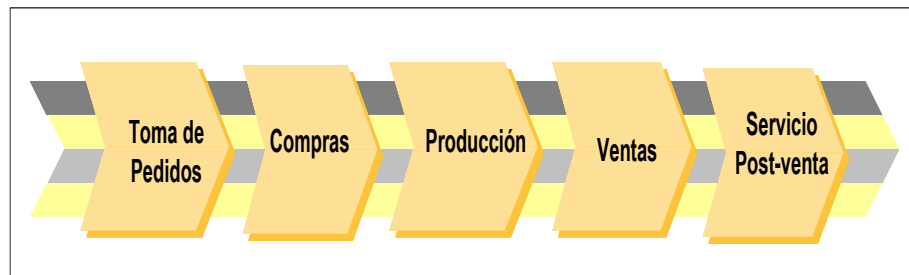 Toma de
Pedidos
Compras
Producción
Ventas
Servicio
Post-venta